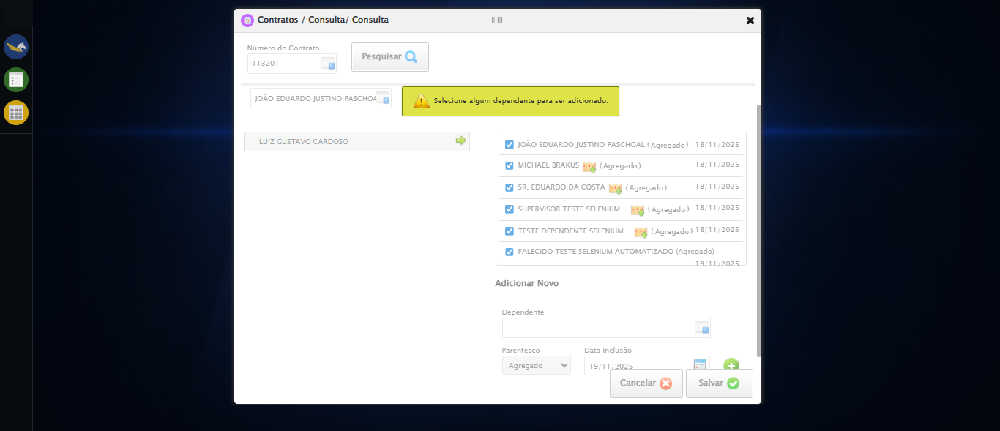 Contratos / Consulta/ Consulta
Número do Contrato
113201
Pesquisar
JOÃO EDUARDO JUSTINO PASCHOA
Selecione algum dependente para ser adicionado.
LUIZ GUSTAVO CARDOSO
JOÃO EDUARDO JUSTINO PASCHOAL (Agregado) 18/11/2025
MICHAEL BRAKUS (Agregado) 18/11/2025
SR. EDUARDO DA COSTA (Agregado) 18/11/2025
SUPERVISOR TESTE SELENIUM... (Agregado) 18/11/2025
TESTE DEPENDENTE SELENIUM... (Agregado) 18/11/2025
FALECIDO TESTE SELENIUM AUTOMATIZADO (Agregado)
19/11/2025
Adicionar Novo
Dependente
Parentesco
Data Inclusão
Agregado
19/11/2025
Cancelar
Salvar